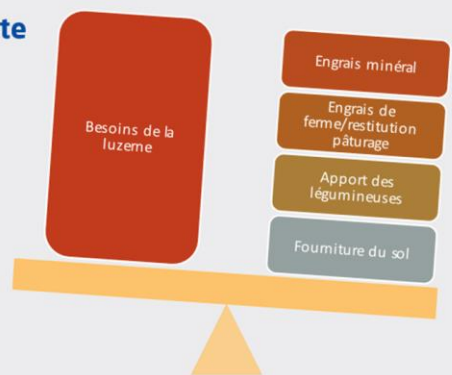 te
Besoins de la
luzerne
Engrais minéral
Engrais de
ferme/restitution
pâturage
Apport des
légumineuses
Fourniture du sol